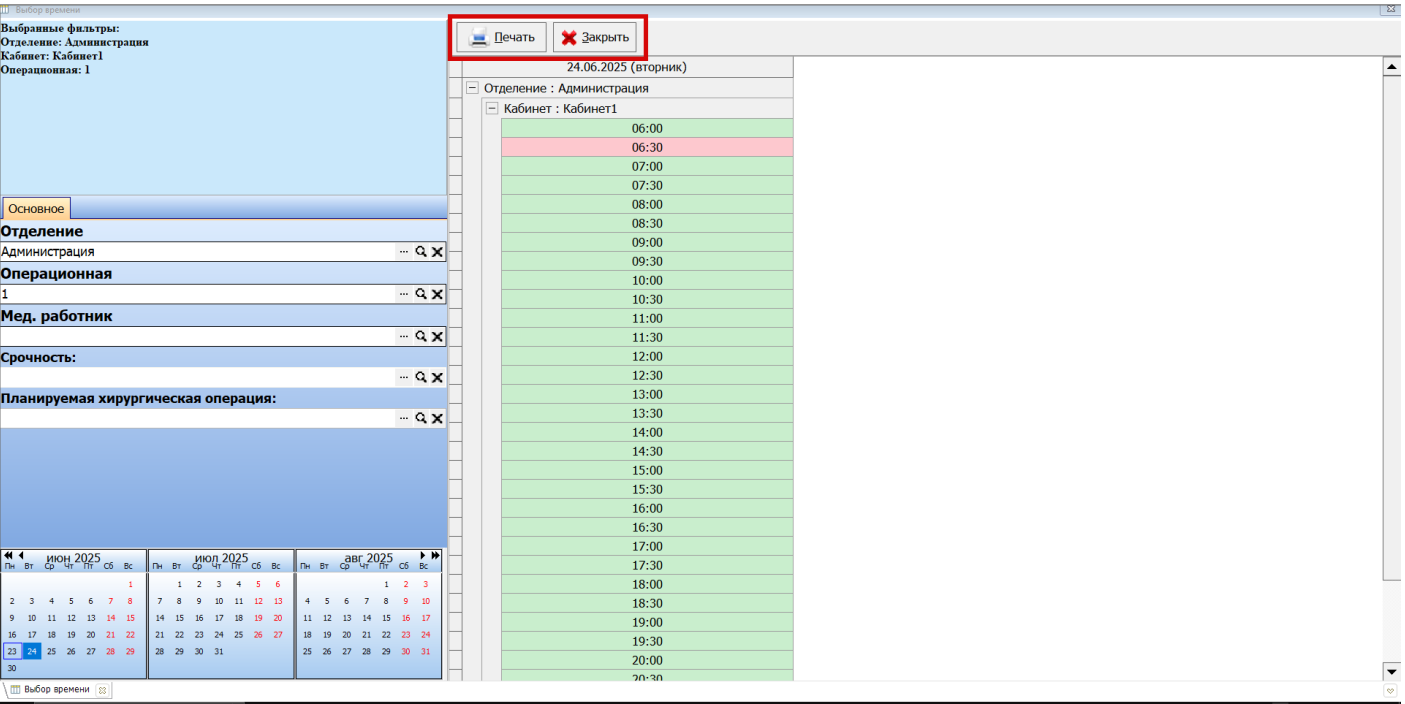 Выбор времени
Выбранные фильтры:
Отделение: Администрация
Кабинет: Кабинет1
Операционная: 1
Основное
Отделение
Администрация
Операционная
1
Мед. работник
Срочность:
Планируемая хирургическая операция:
июн 2025
Пн Вт Ср Чт Пт Сб Вс
1
2 3 4 5 6 7 8
9 10 11 12 13 14 15
16 17 18 19 20 21 22
23 24 25 26 27 28 29
30
июл 2025
Пн Вт Ср Чт Пт Сб Вс
1 2 3 4 5 6
7 8 9 10 11 12 13
14 15 16 17 18 19 20
21 22 23 24 25 26 27
28 29 30 31
авг 2025
Пн Вт Ср Чт Пт Сб Вс
1 2 3
4 5 6 7 8 9 10
11 12 13 14 15 16 17
18 19 20 21 22 23 24
25 26 27 28 29 30 31
Печать Закрыть
24.06.2025 (вторник)
Отделение : Администрация
Кабинет : Кабинет1
06:00
06:30
07:00
07:30
08:00
08:30
09:00
09:30
10:00
10:30
11:00
11:30
12:00
12:30
13:00
13:30
14:00
14:30
15:00
15:30
16:00
16:30
17:00
17:30
18:00
18:30
19:00
19:30
20:00
20:30
Выбор времени